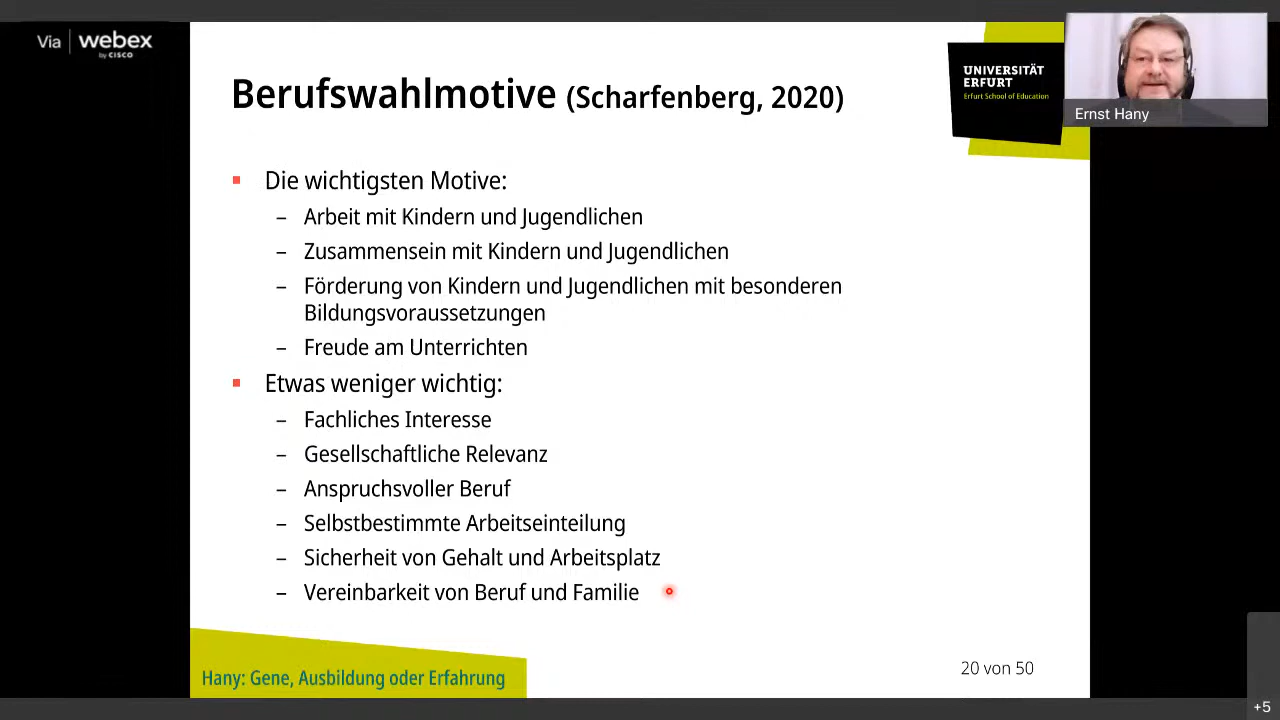 Via webex
by CISCO
Berufswahlmotive (Scharfenberg, 2020)
UNIVERSITÄT
ERFURT
Erfurt School of Education
Ernst Hany
Die wichtigsten Motive:
– Arbeit mit Kindern und Jugendlichen
– Zusammensein mit Kindern und Jugendlichen
– Förderung von Kindern und Jugendlichen mit besonderen
Bildungsvoraussetzungen
– Freude am Unterrichten
Etwas weniger wichtig:
– Fachliches Interesse
– Gesellschaftliche Relevanz
– Anspruchsvoller Beruf
– Selbstbestimmte Arbeitseinteilung
– Sicherheit von Gehalt und Arbeitsplatz
– Vereinbarkeit von Beruf und Familie
Hany: Gene, Ausbildung oder Erfahrung
20 von 50
+5